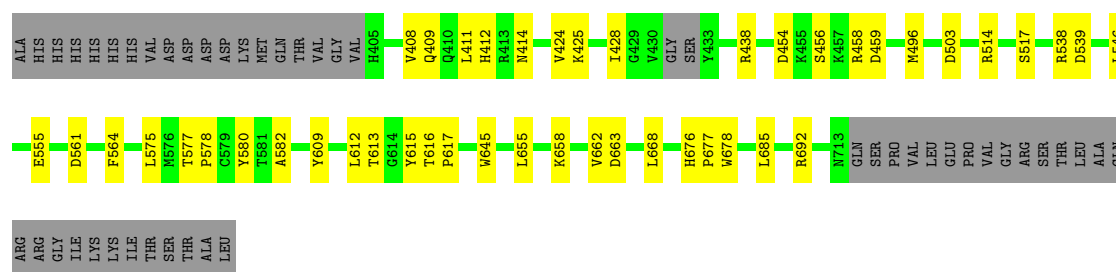 ALA HIS HIS HIS HIS HIS HIS VAL ASP ASP ASP ASP LYS MET GLN THR VAL GLY VAL H405 V408 Q409 Q410 L411 H412 R413 N414 V424 K425 I428 G429 V430 GLY SER Y433 R438 D454 K455 S456 K457 R458 D459 M496 D503 R514 S517 R538 D539
E555 D561 F564 L575 M576 T577 P578 C579 Y580 T581 A582 Y609 L612 T613 G614 Y615 T616 P617 W645 L655 K658 V662 D663 L668 H676 P677 W678 L685 R692 N713 GLN SER PRO VAL LEU GLU PRO VAL GLY ARG SER THR LEU ALA
ARG ARG GLY ILE LYS LYS ILE THR SER THR ALA LEU